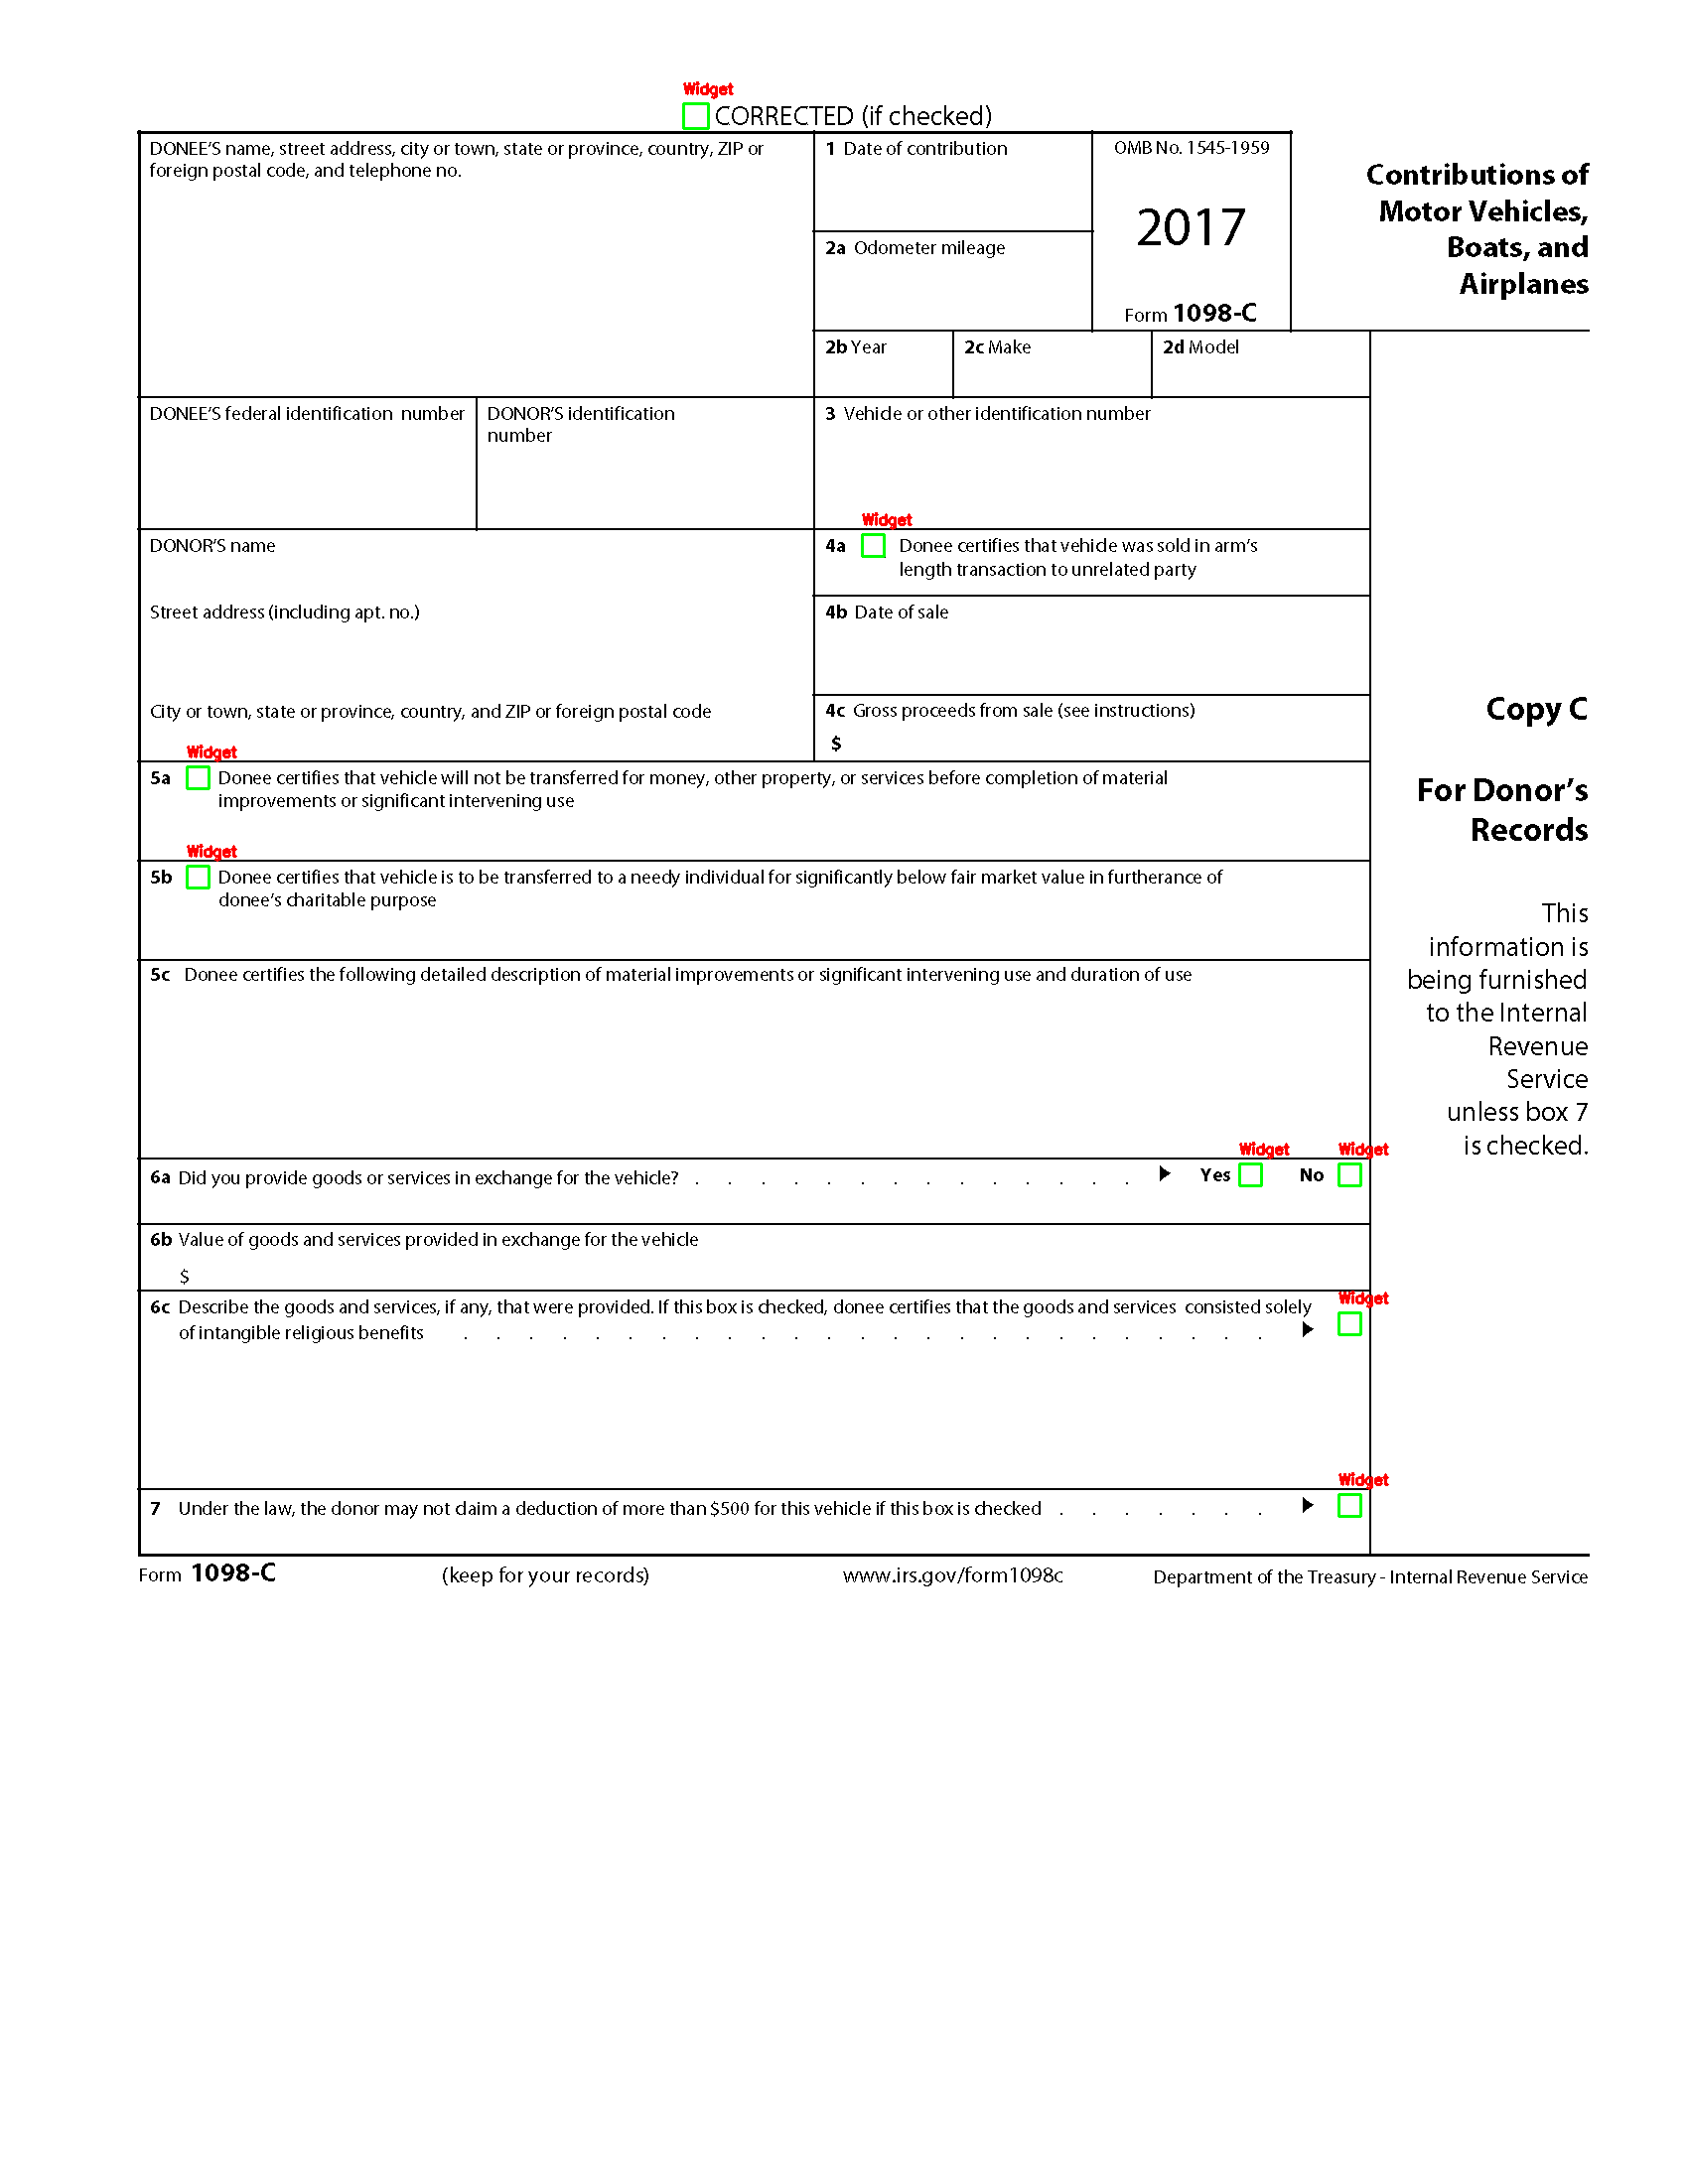 Widget
CORRECTED (if checked)
DONEE'S name, street address, city or town, state or province, country, ZIP or
foreign postal code, and telephone no.
1 Date of contribution
OMB No. 1545-1959
2017
Form 1098-C
Contributions of
Motor Vehicles,
Boats, and
Airplanes
2a Odometer mileage
2b Year
2c Make
2d Model
DONEE'S federal identification number
DONOR'S identification
number
3 Vehicle or other identification number
DONOR'S name
Widget
4a Donee certifies that vehicle was sold in arm's
length transaction to unrelated party
Street address (including apt. no.)
4b Date of sale
City or town, state or province, country, and ZIP or foreign postal code
4c Gross proceeds from sale (see instructions)
$
Copy C
For Donor's
Records
This
information is
being furnished
to the Internal
Revenue
Service
unless box 7
is checked.
Widget
5a Donee certifies that vehicle will not be transferred for money, other property, or services before completion of material
improvements or significant intervening use
Widget
5b Donee certifies that vehicle is to be transferred to a needy individual for significantly below fair market value in furtherance of
donee's charitable purpose
5c Donee certifies the following detailed description of material improvements or significant intervening use and duration of use
Widget Widget
6a Did you provide goods or services in exchange for the vehicle? . . . . . . . . . . . . . . Yes No
6b Value of goods and services provided in exchange for the vehicle
$
Widget
6c Describe the goods and services, if any, that were provided. If this box is checked, donee certifies that the goods and services consisted solely
of intangible religious benefits . . . . . . . . . . . . . . . . . . . . . . . . .
Widget
7 Under the law, the donor may not claim a deduction of more than $500 for this vehicle if this box is checked . . . . . . .
Form 1098-C (keep for your records) www.irs.gov/form1098c Department of the Treasury - Internal Revenue Service